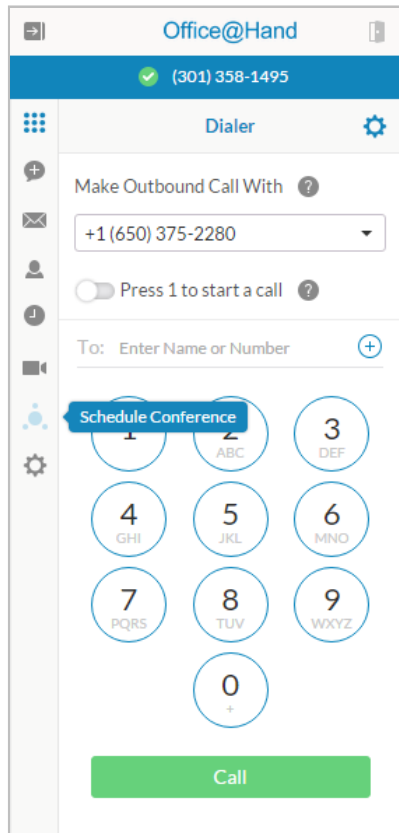 Office@Hand
(301) 358-1495
Dialer
Make Outbound Call With ?
+1 (650) 375-2280
Press 1 to start a call ?
To: Enter Name or Number
Schedule Conference
1 2 3
ABC DEF
4 5 6
GHI JKL MNO
7 8 9
PQRS TUV WXYZ
0
+
Call